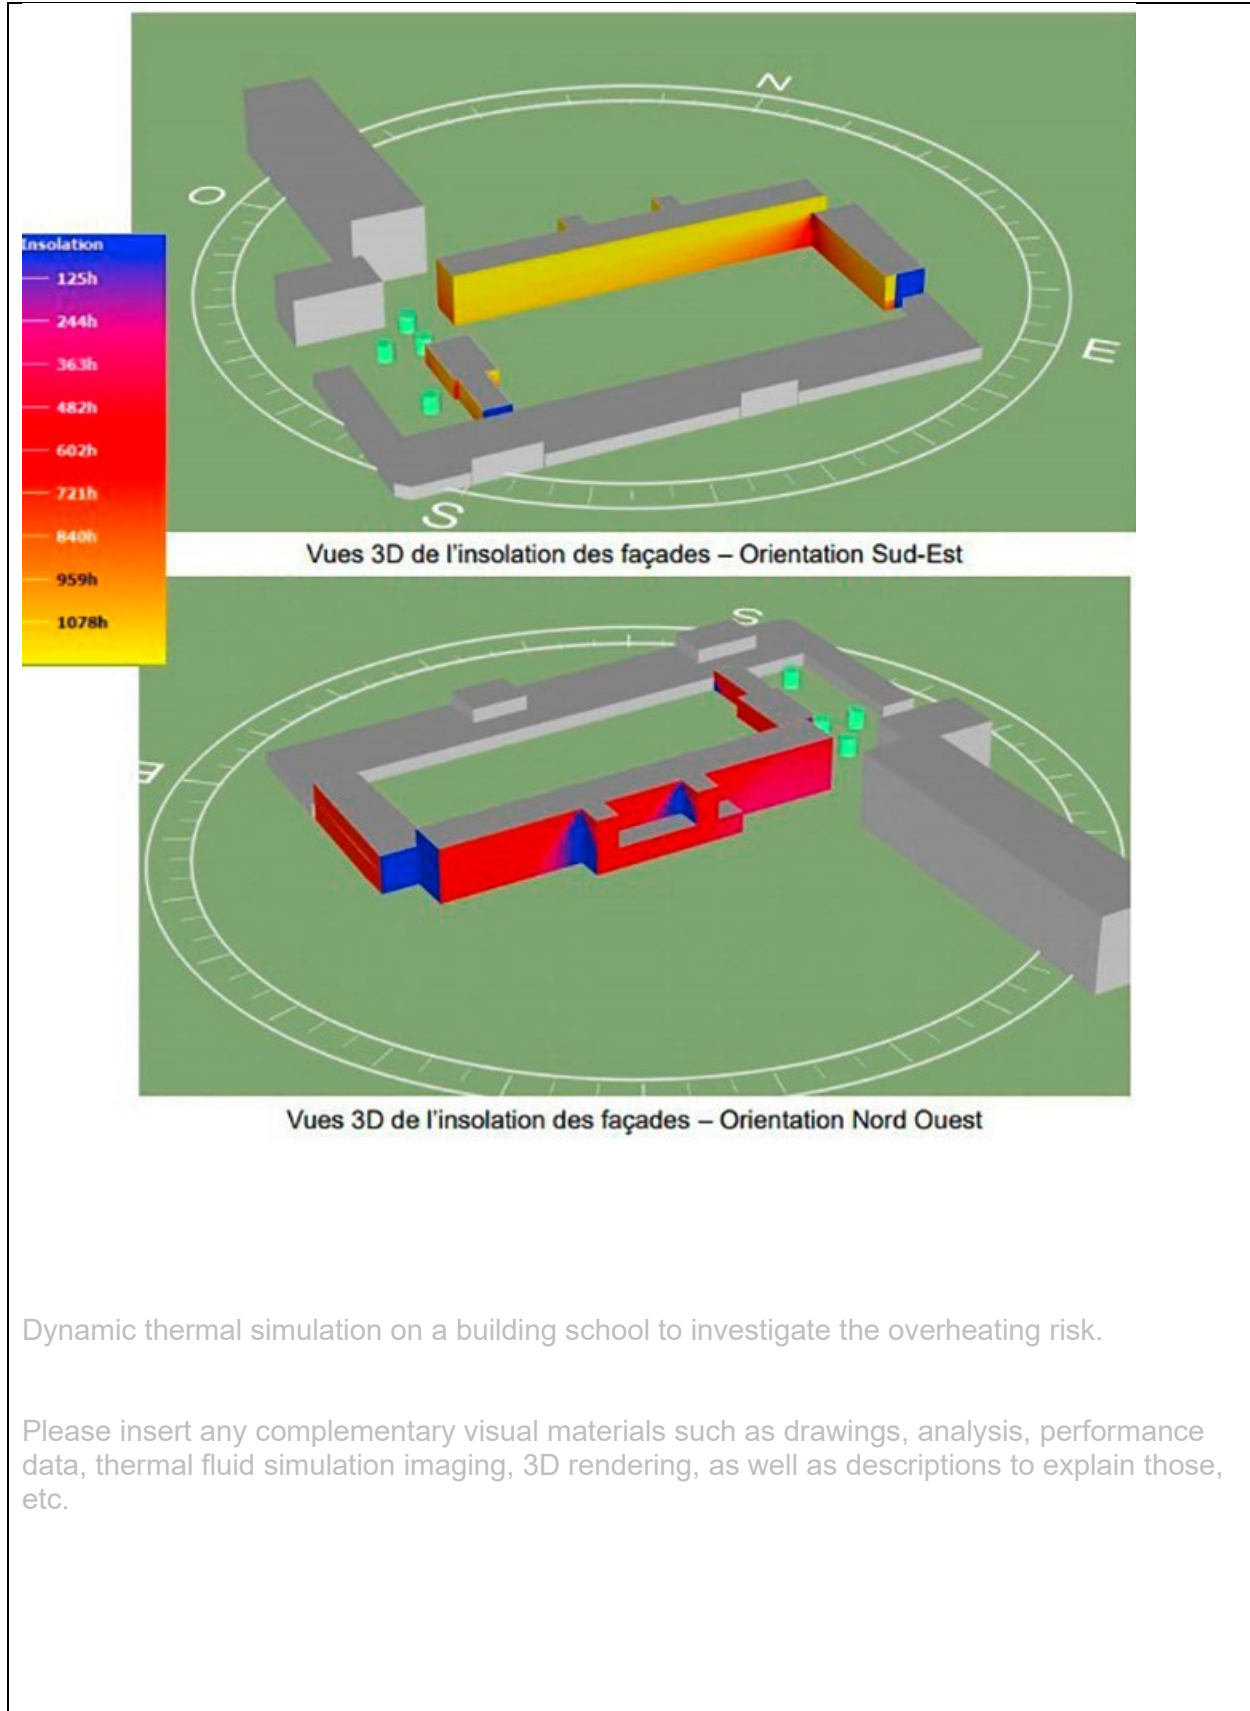 N
O
Insolation
125h
244h
363h
482h
602h
721h
840h
959h
1078h
E
S
Vues 3D de l'insolation des façades – Orientation Sud-Est
S
E
Vues 3D de l'insolation des façades – Orientation Nord Ouest
Dynamic thermal simulation on a building school to investigate the overheating risk.
Please insert any complementary visual materials such as drawings, analysis, performance
data, thermal fluid simulation imaging, 3D rendering, as well as descriptions to explain those,
etc.